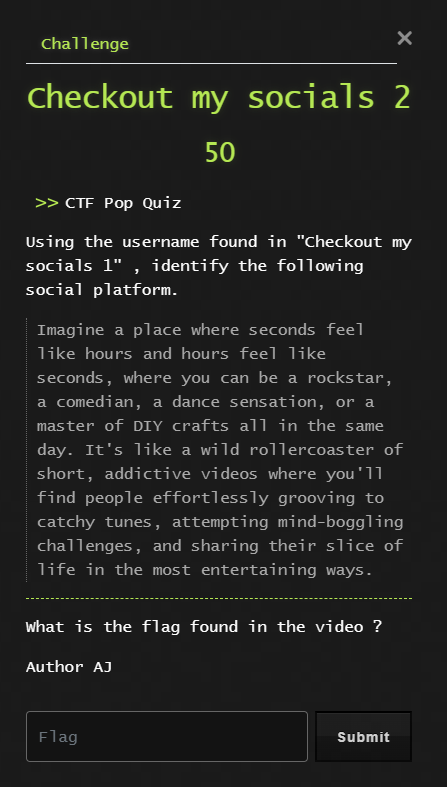 Challenge
×
Checkout my socials 2
50
>> CTF Pop Quiz
Using the username found in "Checkout my
socials 1" , identify the following
social platform.
Imagine a place where seconds feel
like hours and hours feel like
seconds, where you can be a rockstar,
a comedian, a dance sensation, or a
master of DIY crafts all in the same
day. It's like a wild rollercoaster of
short, addictive videos where you'll
find people effortlessly grooving to
catchy tunes, attempting mind-boggling
challenges, and sharing their slice of
life in the most entertaining ways.
What is the flag found in the video ?
Author AJ
Flag
Submit